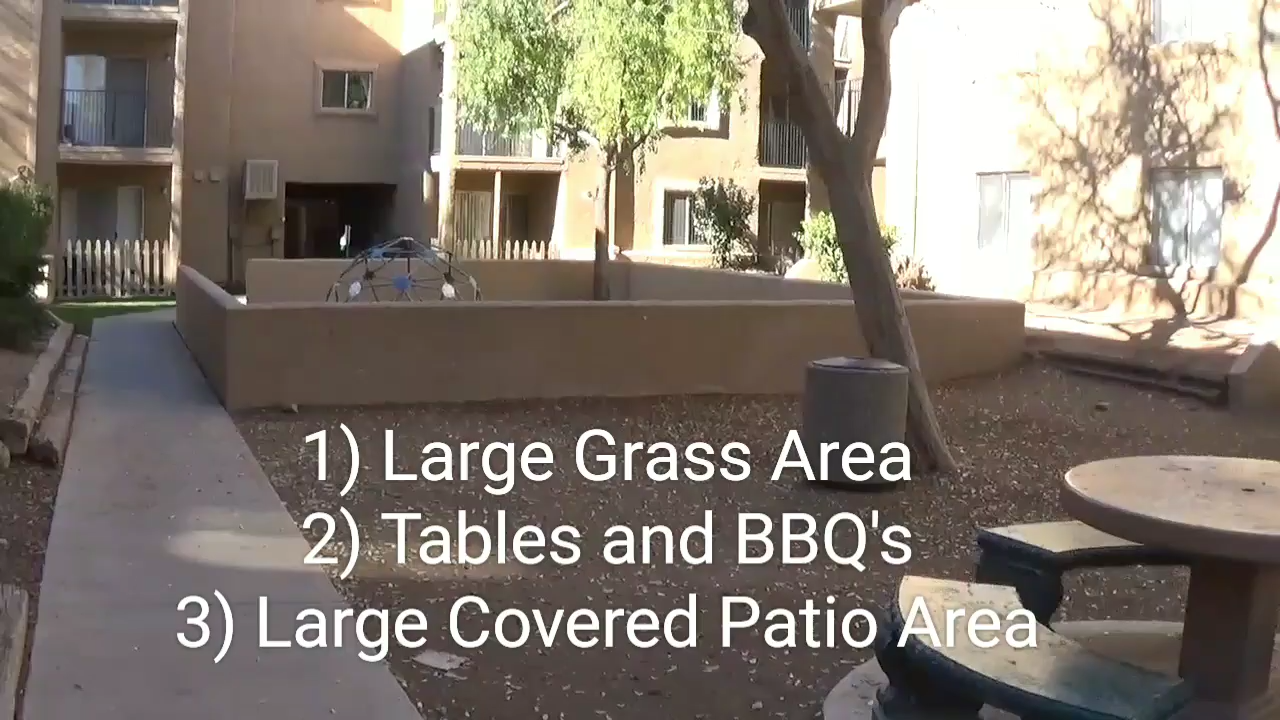 1) Large Grass Area
2) Tables and BBQ's
3) Large Covered Patio Area